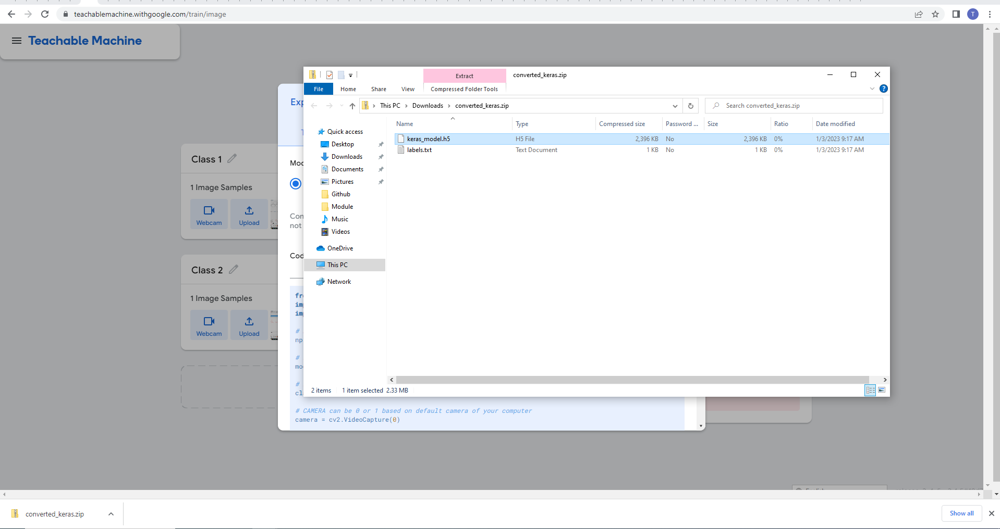 teachablemachine.withgoogle.com/train/image
T
Teachable Machine
Extract
converted_keras.zip
File
Home
Share
View
Compressed Folder Tools
This PC
Downloads
converted_keras.zip
Search converted_keras.zip
Name
Type
Compressed size
Password ...
Size
Ratio
Date modified
keras_model.h5
H5 File
2,396 KB
No
2,396 KB
0%
1/3/2023 9:17 AM
labels.txt
Text Document
1 KB
No
1 KB
0%
1/3/2023 9:17 AM
Quick access
Desktop
Downloads
Documents
Pictures
Github
Module
Music
Videos
OneDrive
This PC
Network
2 items
1 item selected 2.33 MB
Class 1
1 Image Samples
Webcam
Upload
Class 2
1 Image Samples
Webcam
Upload
Exp
Con
not
Cod
np
#
#
# CAMERA can be 0 or 1 based on default camera of your computer
camera = cv2.VideoCapture(0)
converted_keras.zip
Show all